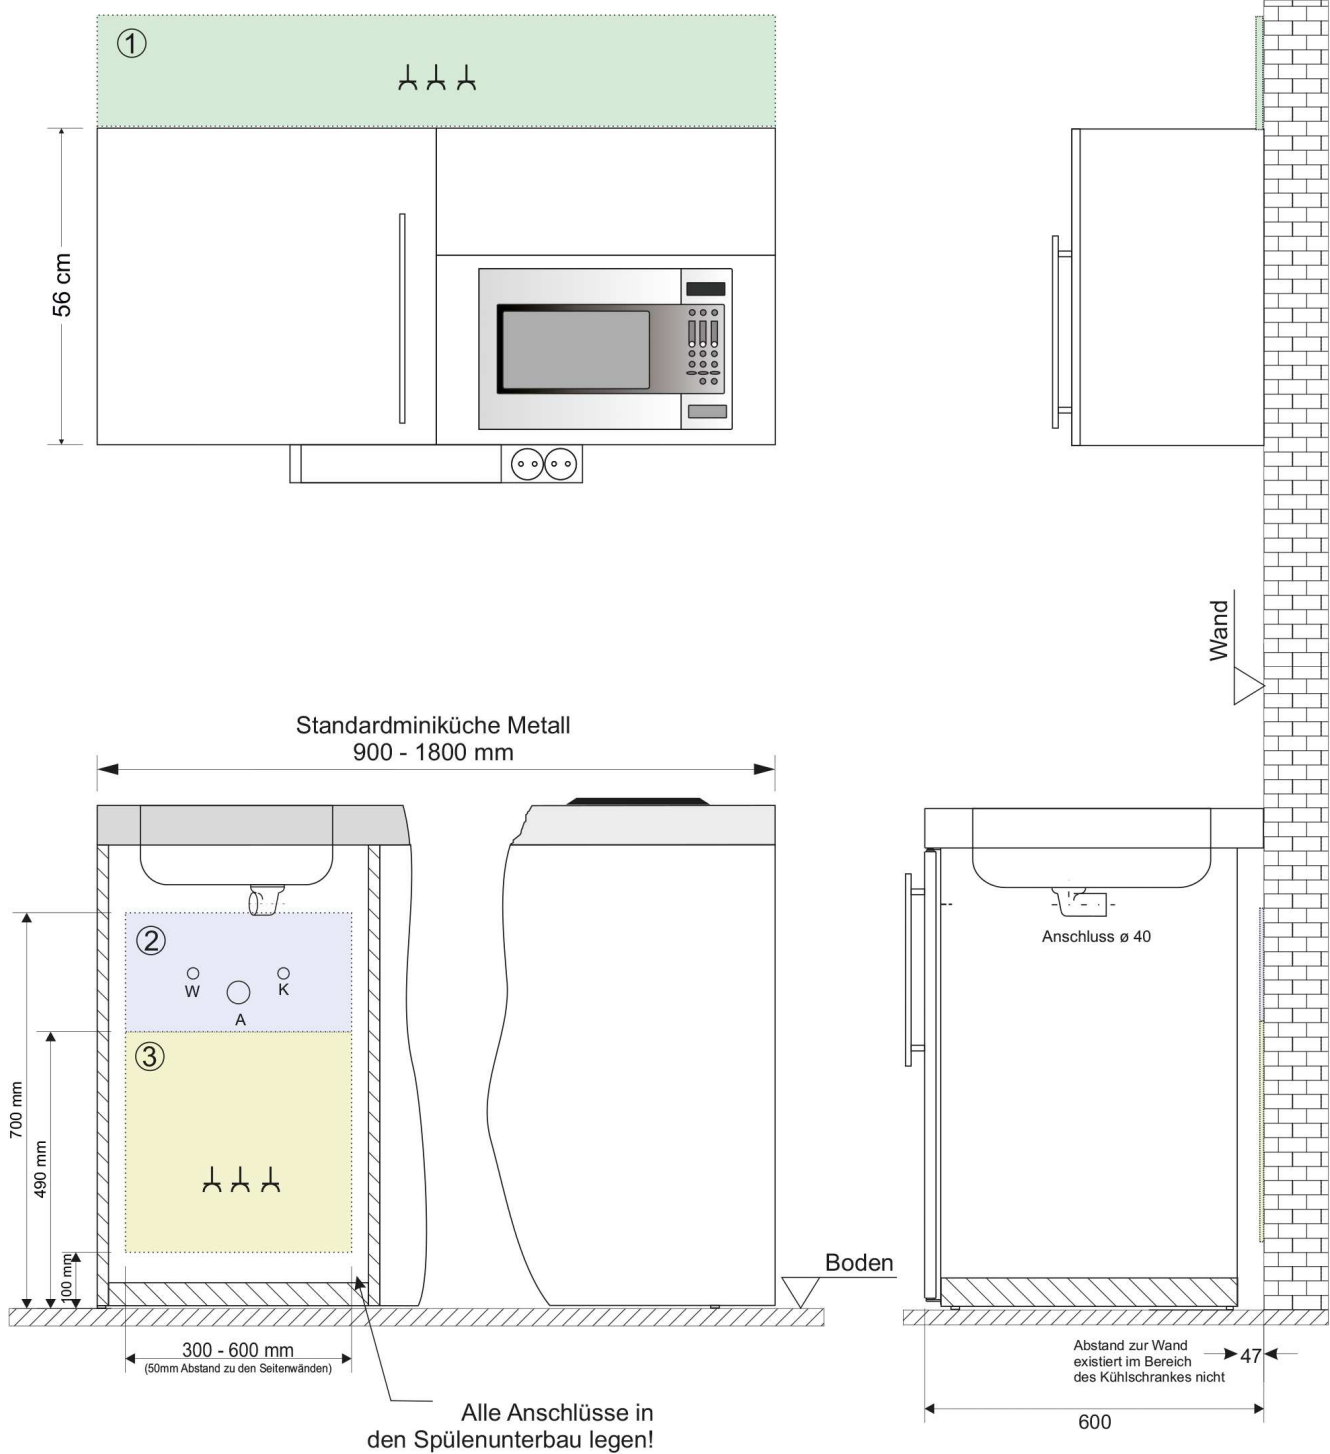 ①
56 cm
Wand
Standardminiküche Metall
900 - 1800 mm
②
W
K
A
③
700 mm
490 mm
100 mm
Anschluss ø 40
Boden
300 - 600 mm
(50mm Abstand zu den Seitenwänden)
Alle Anschlüsse in
den Spülenunterbau legen!
Abstand zur Wand
existiert im Bereich
des Kühlschrankes nicht
47
600